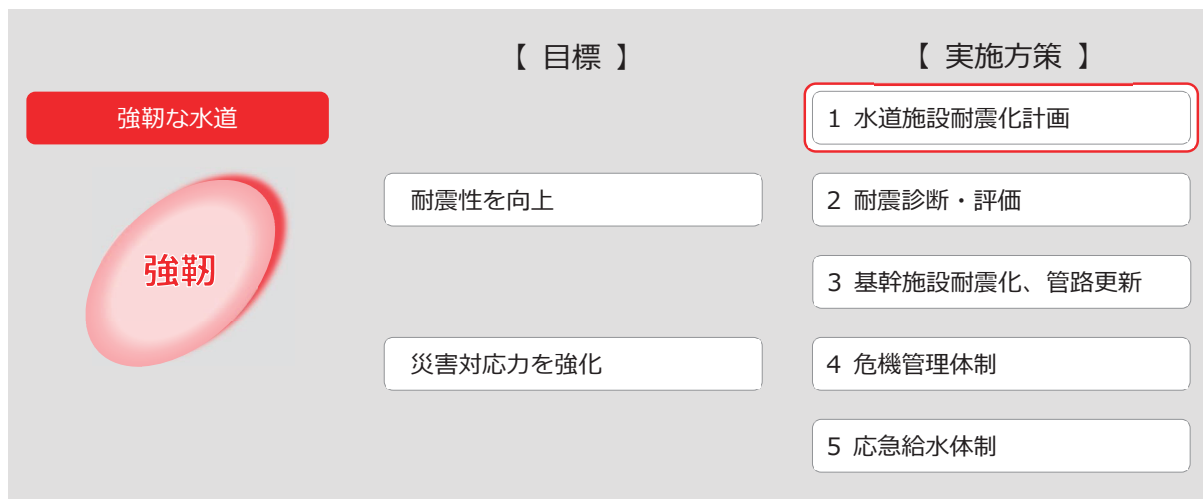 【 目標 】
【 実施方策 】
強靭な水道
1 水道施設耐震化計画
耐震性を向上
2 耐震診断・評価
強靭
3 基幹施設耐震化、管路更新
災害対応力を強化
4 危機管理体制
5 応急給水体制